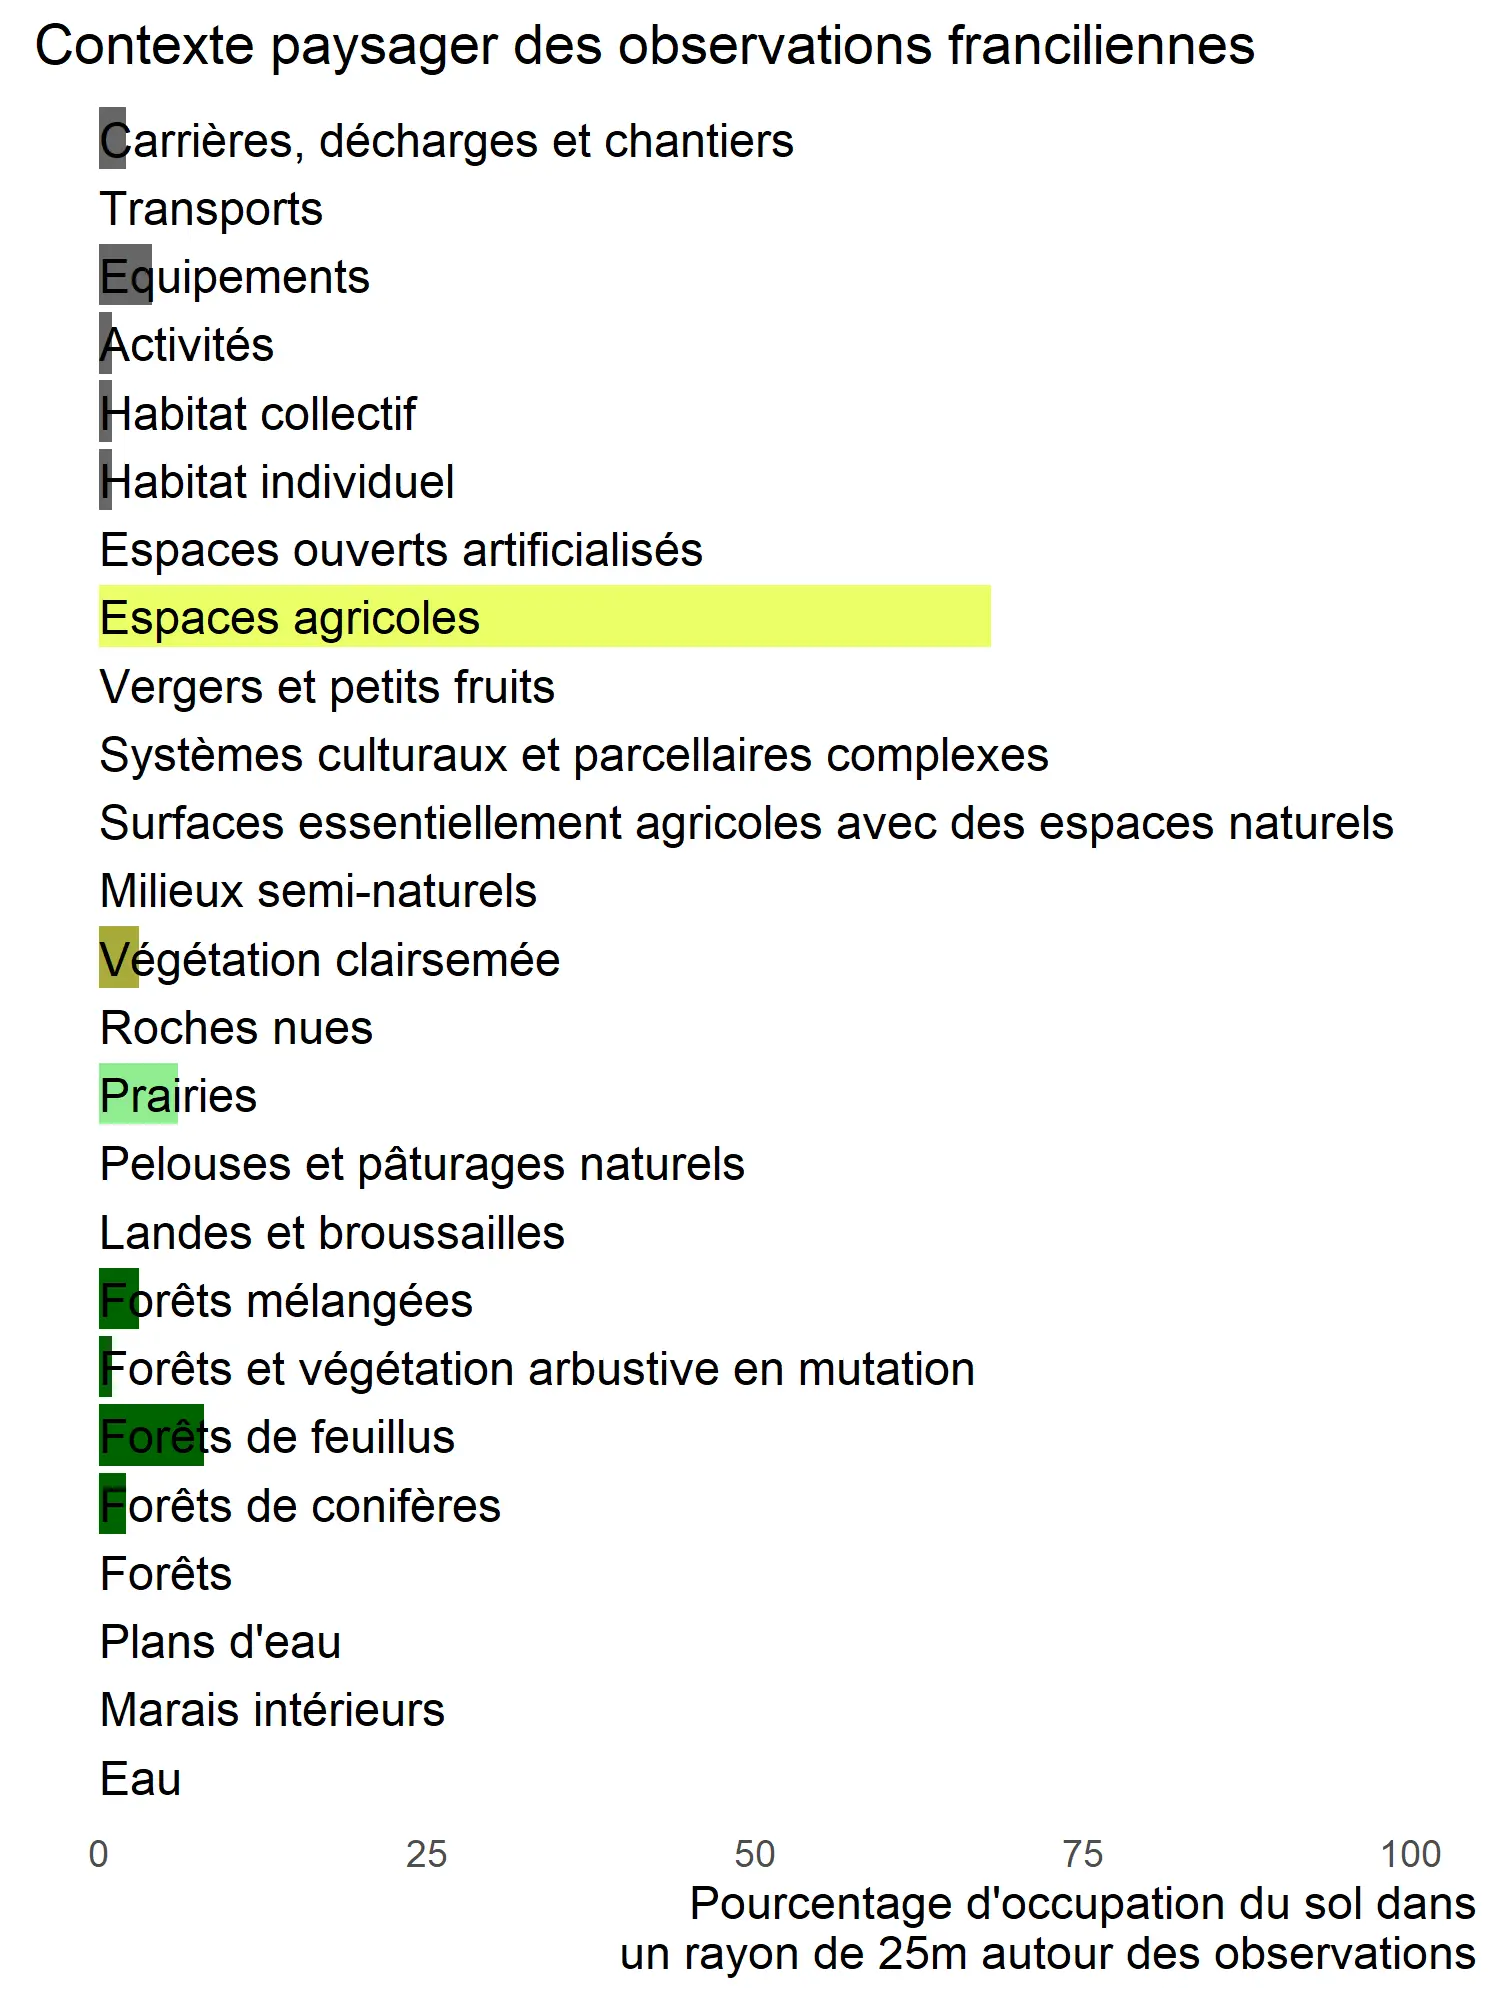 Contexte paysager des observations franciliennes
Carrières, décharges et chantiers
Transports
Equipements
Activités
Habitat collectif
Habitat individuel
Espaces ouverts artificialisés
Espaces agricoles
Vergers et petits fruits
Systèmes culturaux et parcellaires complexes
Surfaces essentiellement agricoles avec des espaces naturels
Milieux semi-naturels
Végétation clairsemée
Roches nues
Prairies
Pelouses et pâturages naturels
Landes et broussailles
Forêts mélangées
Forêts et végétation arbustive en mutation
Forêts de feuillus
Forêts de conifères
Forêts
Plans d'eau
Marais intérieurs
Eau
0 25 50 75 100
Pourcentage d'occupation du sol dans
un rayon de 25m autour des observations